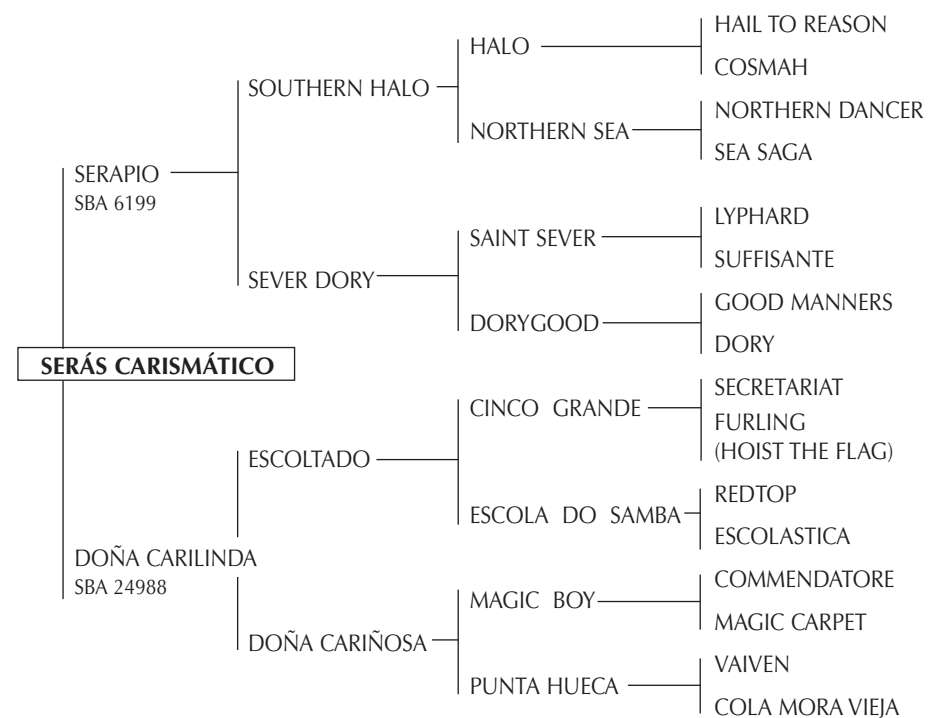 HAIL TO REASON
HALO
COSMAH
SOUTHERN HALO
NORTHERN DANCER
NORTHERN SEA
SEA SAGA
SERAPIO
SBA 6199
LYPHARD
SAINT SEVER
SUFFISANTE
SEVER DORY
GOOD MANNERS
DORYGOOD
DORY
SERÁS CARISMÁTICO
SECRETARIAT
CINCO GRANDE
FURLING
(HOIST THE FLAG)
ESCOLTADO
REDTOP
ESCOLA DO SAMBA
ESCOLASTICA
DOÑA CARILINDA
SBA 24988
COMMENDATORE
MAGIC BOY
MAGIC CARPET
DOÑA CARIÑOSA
VAIVEN
PUNTA HUECA
COLA MORA VIEJA